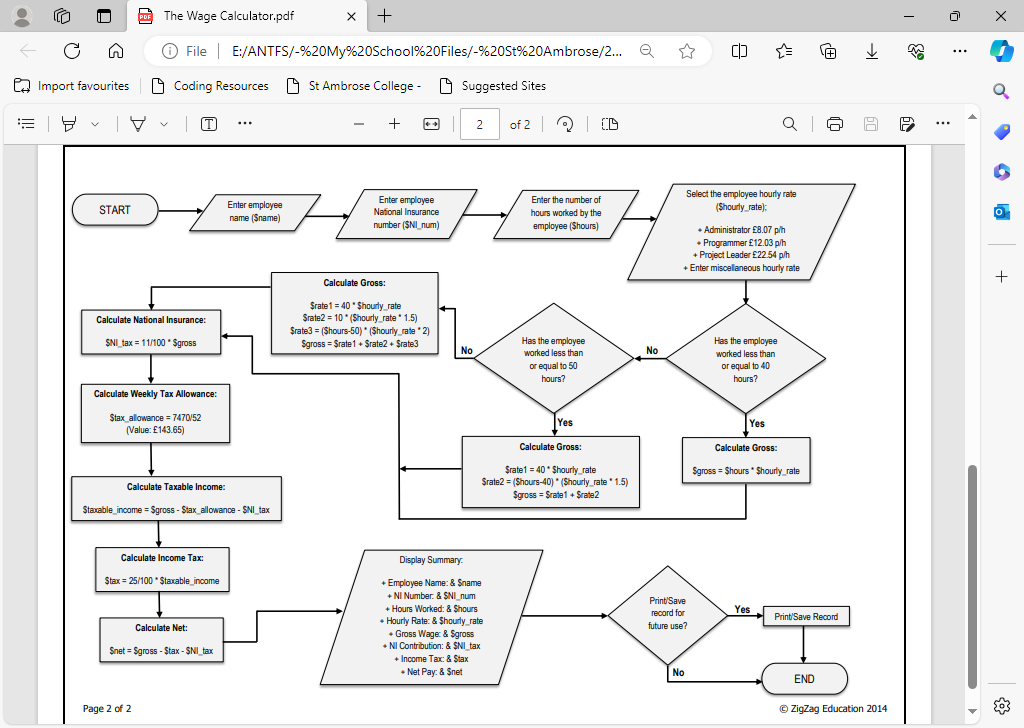 The Wage Calculator.pdf
File
E:/ANTFS/-%20My%20School%20Files/-%20St%20Ambrose/2...
Import favourites
Coding Resources
St Ambrose College -
Suggested Sites
2
of 2
START
Enter employee
name ($name)
Enter employee
National Insurance
number ($NI_num)
Enter the number of
hours worked by the
employee ($hours)
Select the employee hourly rate
($hourly_rate);
+ Administrator £8.07 p/h
+ Programmer £12.03 p/h
+ Project Leader £22.54 p/h
+ Enter miscellaneous hourly rate
Has the employee
worked less than
or equal to 40
hours?
No
Yes
Has the employee
worked less than
or equal to 50
hours?
No
Yes
Calculate Gross:
$rate1 = 40 * $hourly_rate
$rate2 = 10 * ($hourly_rate * 1.5)
$rate3 = ($hours-50) * ($hourly_rate * 2)
$gross = $rate1 + $rate2 + $rate3
Calculate Gross:
$rate1 = 40 * $hourly_rate
$rate2 = ($hours-40) * ($hourly_rate * 1.5)
$gross = $rate1 + $rate2
Calculate Gross:
$gross = $hours * $hourly_rate
Calculate National Insurance:
$NI_tax = 11/100 * $gross
Calculate Weekly Tax Allowance:
$tax_allowance = 7470/52
(Value: £143.65)
Calculate Taxable Income:
$taxable_income = $gross - $tax_allowance - $NI_tax
Calculate Income Tax:
$tax = 25/100 * $taxable_income
Calculate Net:
$net = $gross - $tax - $NI_tax
Display Summary:
+ Employee Name: & $name
+ NI Number: & $NI_num
+ Hours Worked: & $hours
+ Hourly Rate: & $hourly_rate
+ Gross Wage: & $gross
+ NI Contribution: & $NI_tax
+ Income Tax: & $tax
+ Net Pay: & $net
Print/Save
record for
future use?
Yes
No
Print/Save Record
END
Page 2 of 2
© ZigZag Education 2014